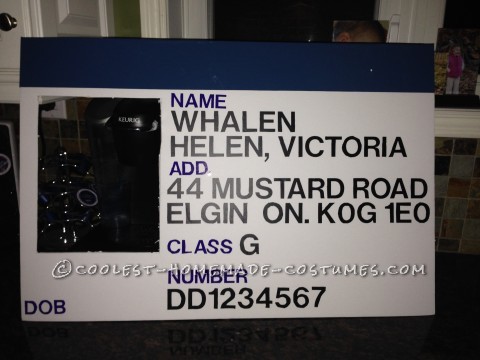 KEURIG
NAME
WHALEN
HELEN, VICTORIA
ADD
44 MUSTARD ROAD
ELGIN ON. K0G 1E0
CLASS G
©COOLEST-HOMEMADE-COSTUMES.COM
NUMBER
DD1234567
DOB